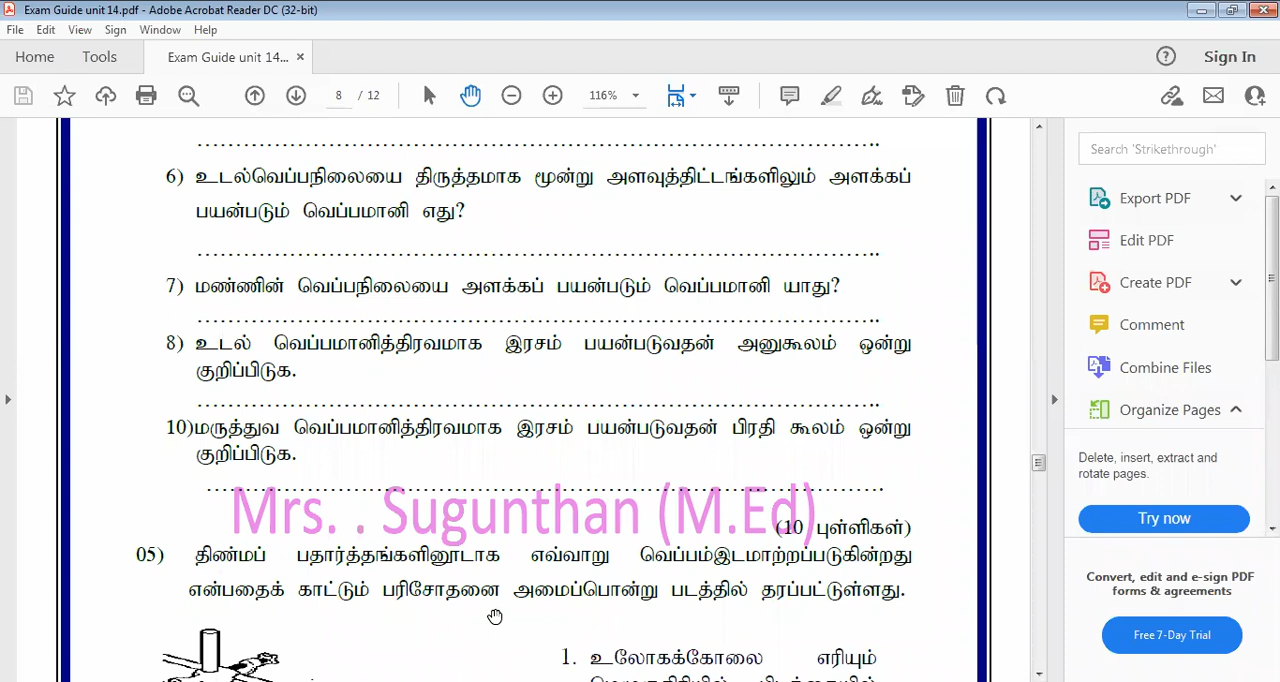 Exam Guide unit 14.pdf - Adobe Acrobat Reader DC (32-bit)
File Edit View Sign Window Help
Home Tools Exam Guide unit 14... × Sign In
8 / 12 116%
Search 'Strikethrough'
................................................................................
6) உடல்வெப்பநிலையை திருத்தமாக மூன்று அளவுத்திட்டங்களிலும் அளக்கப்
பயன்படும் வெப்பமானி எது?
................................................................................
7) மண்ணின் வெப்பநிலையை அளக்கப் பயன்படும் வெப்பமானி யாது?
................................................................................
8) உடல் வெப்பமானித்திரவமாக இரசம் பயன்படுவதன் அனுகூலம் ஒன்று
குறிப்பிடுக.
................................................................................
10)மருத்துவ வெப்பமானித்திரவமாக இரசம் பயன்படுவதன் பிரதி கூலம் ஒன்று
குறிப்பிடுக.
................................................................................
Mrs. . Sugunthan (M.Ed)
(10 புள்ளிகள்)
05) திண்மப் பதார்த்தங்களினூடாக எவ்வாறு வெப்பம்இடமாற்றப்படுகின்றது
என்பதைக் காட்டும் பரிசோதனை அமைப்பொன்று படத்தில் தரப்பட்டுள்ளது.
1. உலோகக்கோலை எரியும்
Export PDF
Edit PDF
Create PDF
Comment
Combine Files
Organize Pages
Delete, insert, extract and
rotate pages.
Try now
Convert, edit and e-sign PDF
forms & agreements
Free 7-Day Trial